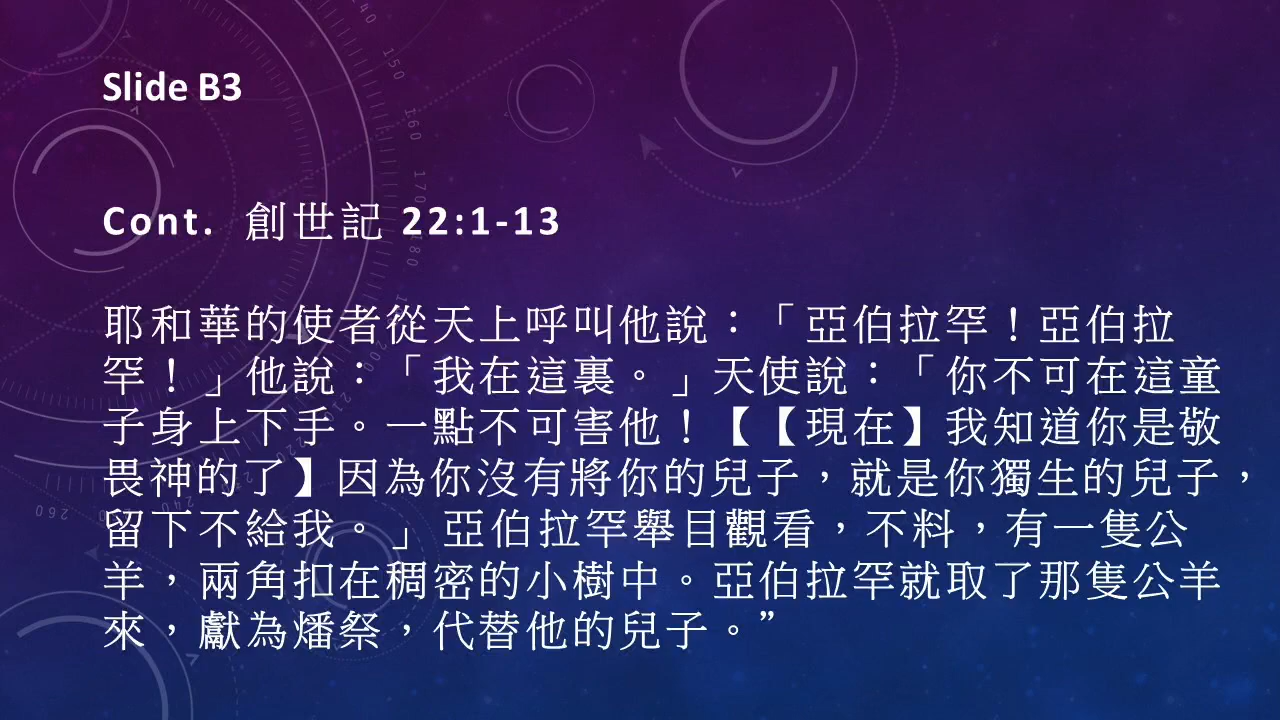 Slide B3
Cont. 創世記 22:1-13
耶和華的使者從天上呼叫他說：「亞伯拉罕！亞伯拉
罕！」他說：「我在這裏。」天使說：「你不可在這童
子身上下手。一點不可害他！【【現在】我知道你是敬
畏神的了】因為你沒有將你的兒子，就是你獨生的兒子，
留下不給我。」 亞伯拉罕舉目觀看，不料，有一隻公
羊，兩角扣在稠密的小樹中。亞伯拉罕就取了那隻公羊
來，獻為燔祭，代替他的兒子。”
150
160
170
180
200
210
260